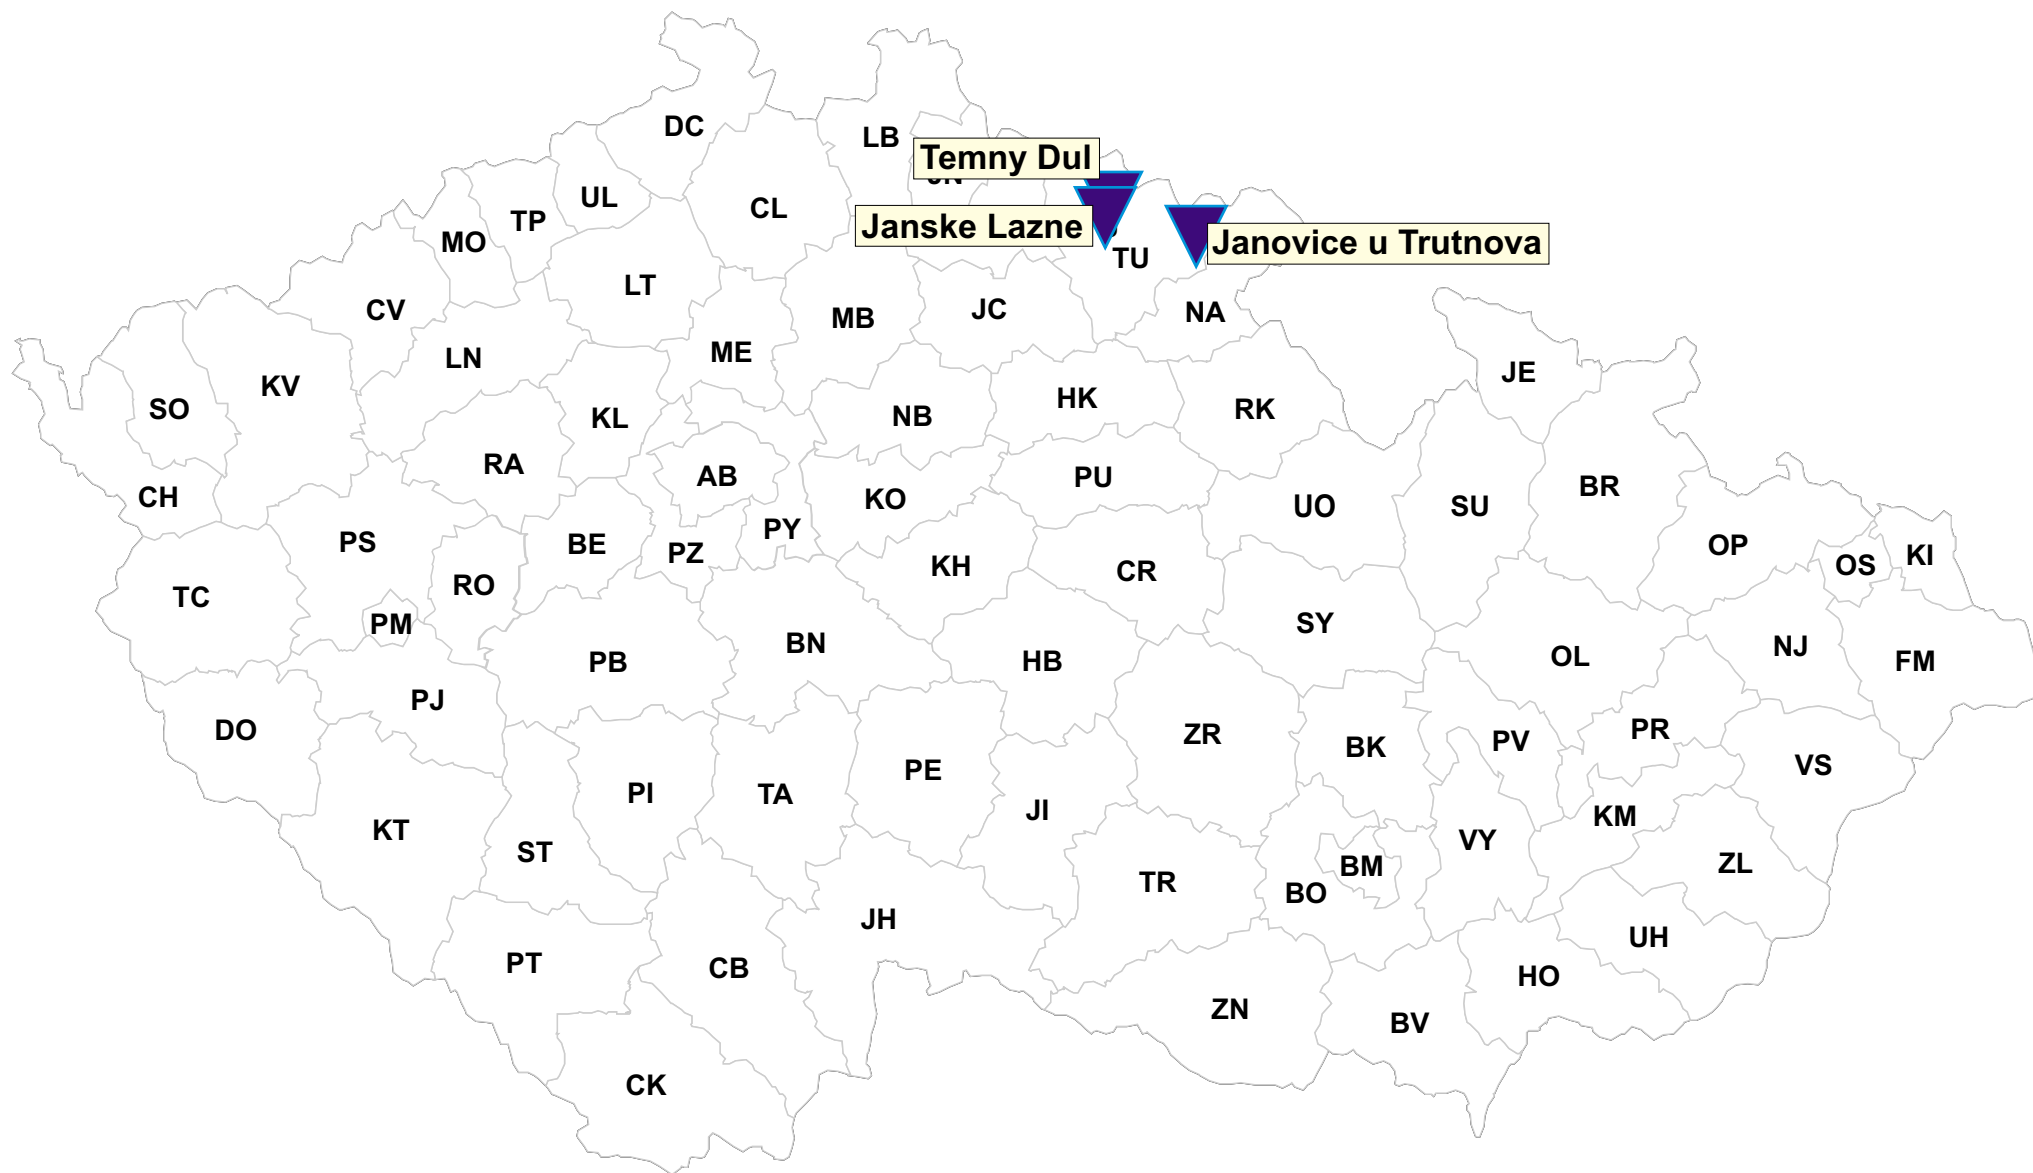 DC
LB
Temny Dul
UL
CL
TP
MO
Janske Lazne
Janovice u Trutnova
TU
LT
CV
MB
JC
NA
ME
LN
JE
KV
SO
KL
NB
HK
RK
RA
AB
PU
BR
CH
KO
UO
SU
PS
BE
PZ
PY
OP
KI
OS
KH
CR
TC
RO
PM
SY
BN
PB
HB
OL
NJ
FM
PJ
DO
ZR
BK
PV
PR
VS
PE
PI
TA
JI
KT
KM
VY
ST
ZL
BM
TR
BO
JH
UH
PT
CB
HO
ZN
BV
CK